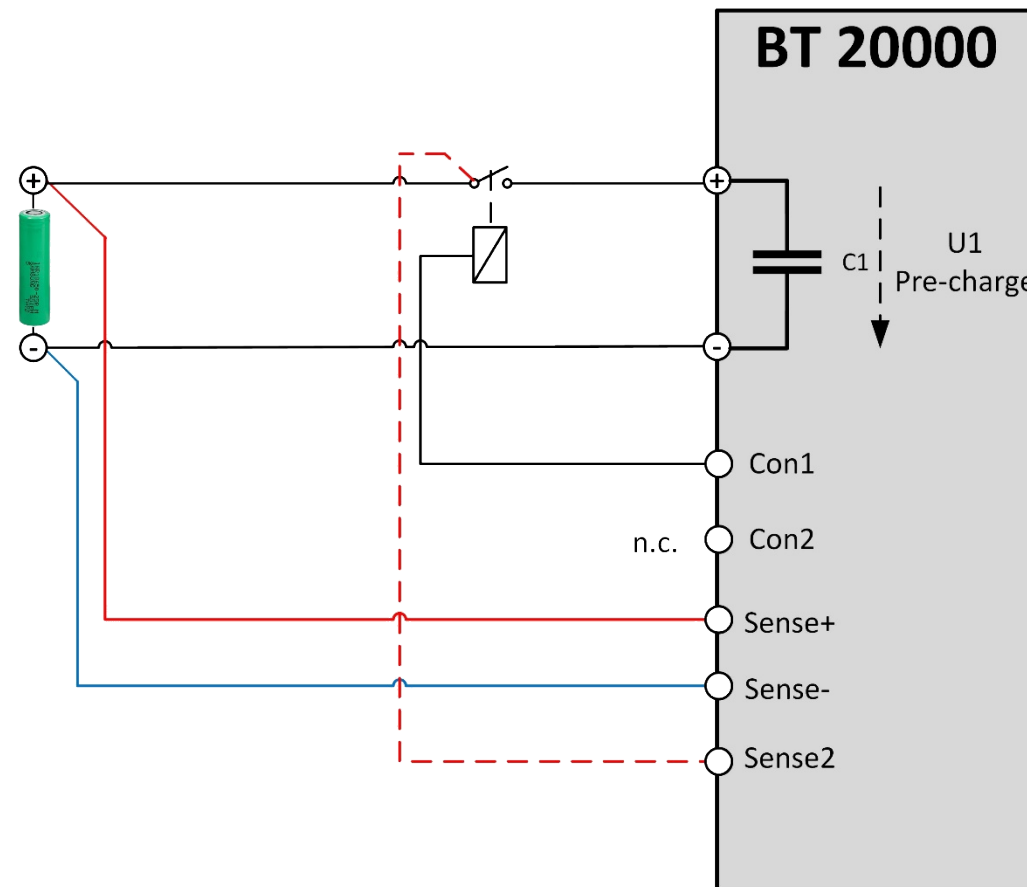 BT 20000
+
+
C1
U1
Pre-charge
-
-
Con1
n.c.
Con2
Sense+
Sense-
Sense2